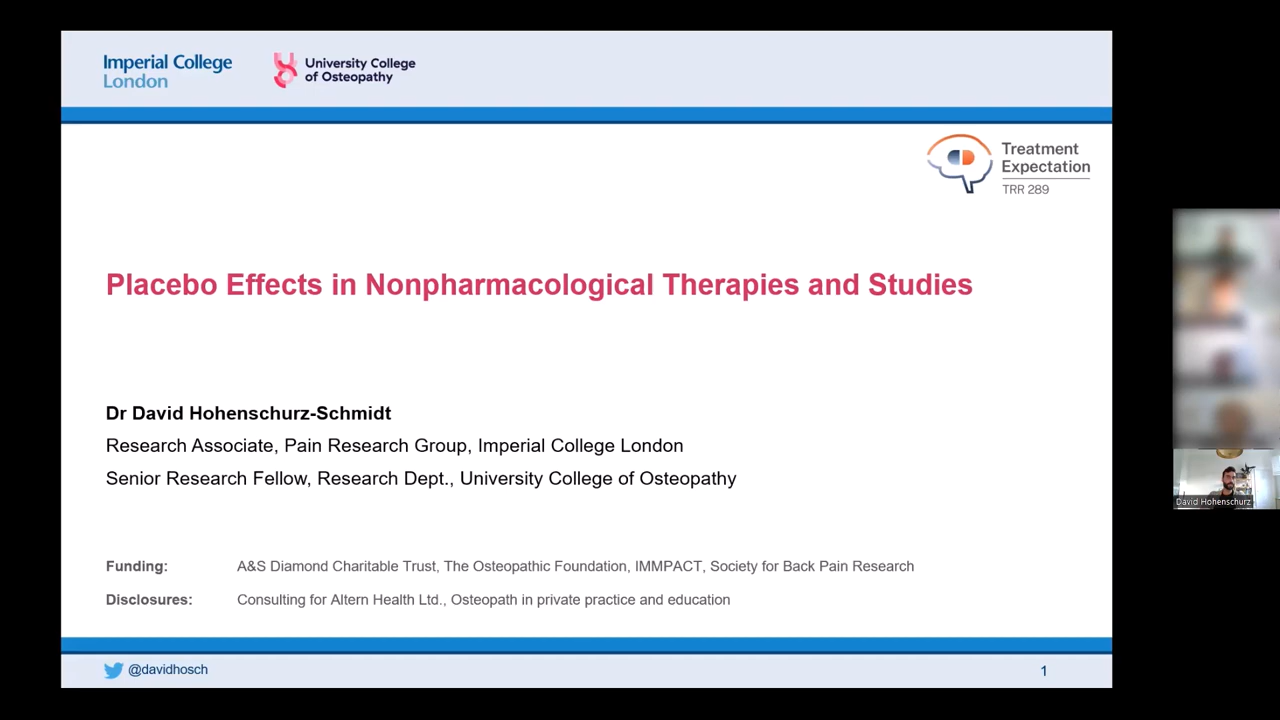 Imperial College
London
University College
of Osteopathy
Treatment
Expectation
TRR 289
Placebo Effects in Nonpharmacological Therapies and Studies
Dr David Hohenschurz-Schmidt
Research Associate, Pain Research Group, Imperial College London
Senior Research Fellow, Research Dept., University College of Osteopathy
Funding: A&S Diamond Charitable Trust, The Osteopathic Foundation, IMMPACT, Society for Back Pain Research
Disclosures: Consulting for Altern Health Ltd., Osteopath in private practice and education
@davidhosch
1
David Hohenschurz